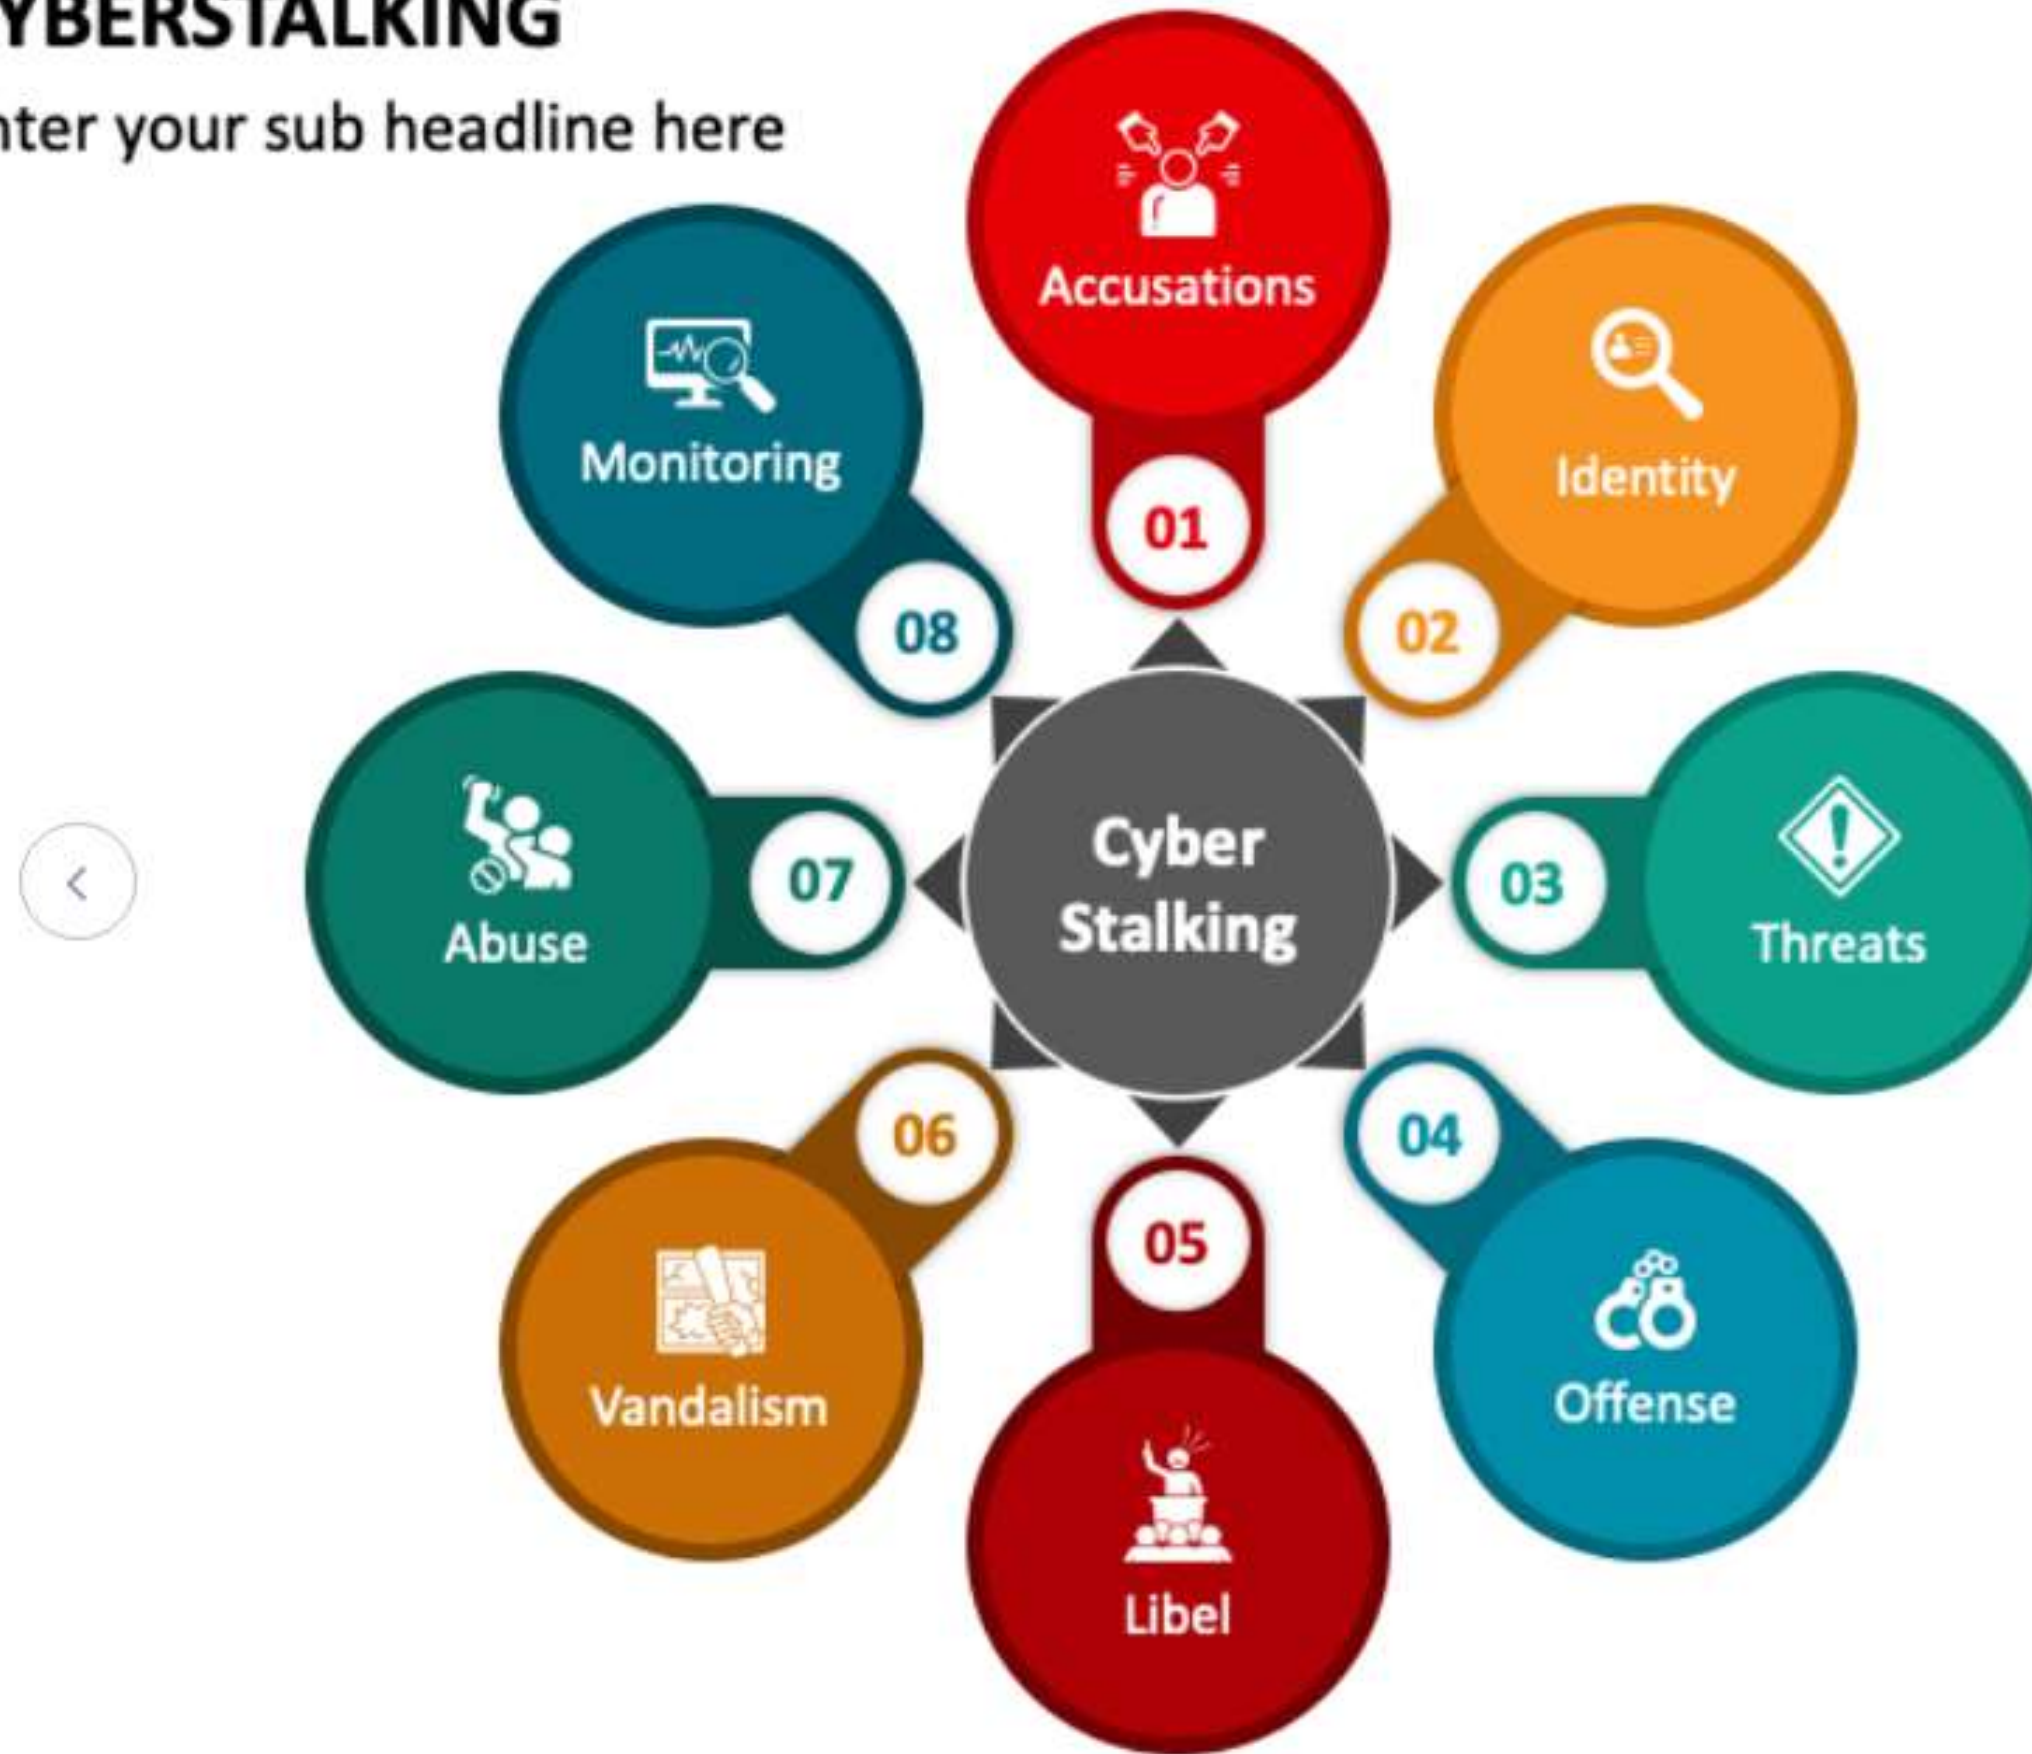 YBERSTALKING
nter your sub headline here
Accusations
01
Identity
02
Threats
03
Offense
04
Libel
05
Vandalism
06
Abuse
07
Monitoring
08
Cyber
Stalking